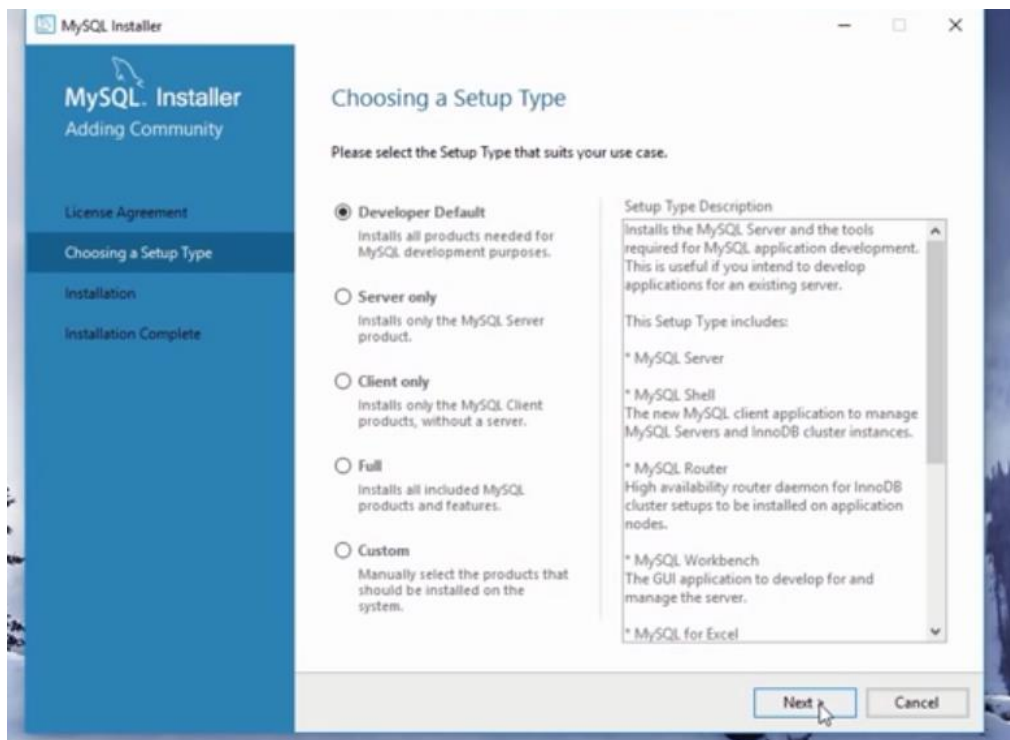 MySQL Installer
MySQL. Installer
Adding Community
License Agreement
Choosing a Setup Type
Installation
Installation Complete
Choosing a Setup Type
Please select the Setup Type that suits your use case.
Developer Default
Installs all products needed for
MySQL development purposes.
Server only
Installs only the MySQL Server
product.
Client only
Installs only the MySQL Client
products, without a server.
Full
Installs all included MySQL
products and features.
Custom
Manually select the products that
should be installed on the
system.
Setup Type Description
Installs the MySQL Server and the tools
required for MySQL application development.
This is useful if you intend to develop
applications for an existing server.
This Setup Type includes:
* MySQL Server
* MySQL Shell
The new MySQL client application to manage
MySQL Servers and InnoDB cluster instances.
* MySQL Router
High availability router daemon for InnoDB
cluster setups to be installed on application
nodes.
* MySQL Workbench
The GUI application to develop for and
manage the server.
* MySQL for Excel
Next >
Cancel